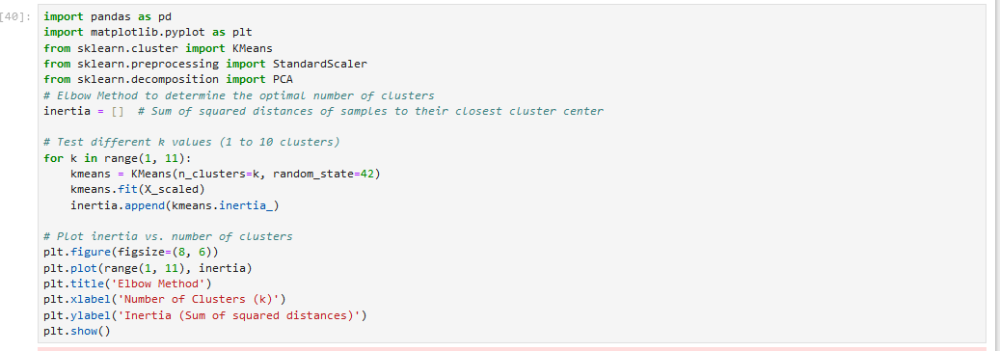 [40]:
import pandas as pd
import matplotlib.pyplot as plt
from sklearn.cluster import KMeans
from sklearn.preprocessing import StandardScaler
from sklearn.decomposition import PCA
# Elbow Method to determine the optimal number of clusters
inertia = []  # Sum of squared distances of samples to their closest cluster center

# Test different k values (1 to 10 clusters)
for k in range(1, 11):
    kmeans = KMeans(n_clusters=k, random_state=42)
    kmeans.fit(X_scaled)
    inertia.append(kmeans.inertia_)

# Plot inertia vs. number of clusters
plt.figure(figsize=(8, 6))
plt.plot(range(1, 11), inertia)
plt.title('Elbow Method')
plt.xlabel('Number of Clusters (k)')
plt.ylabel('Inertia (Sum of squared distances)')
plt.show()